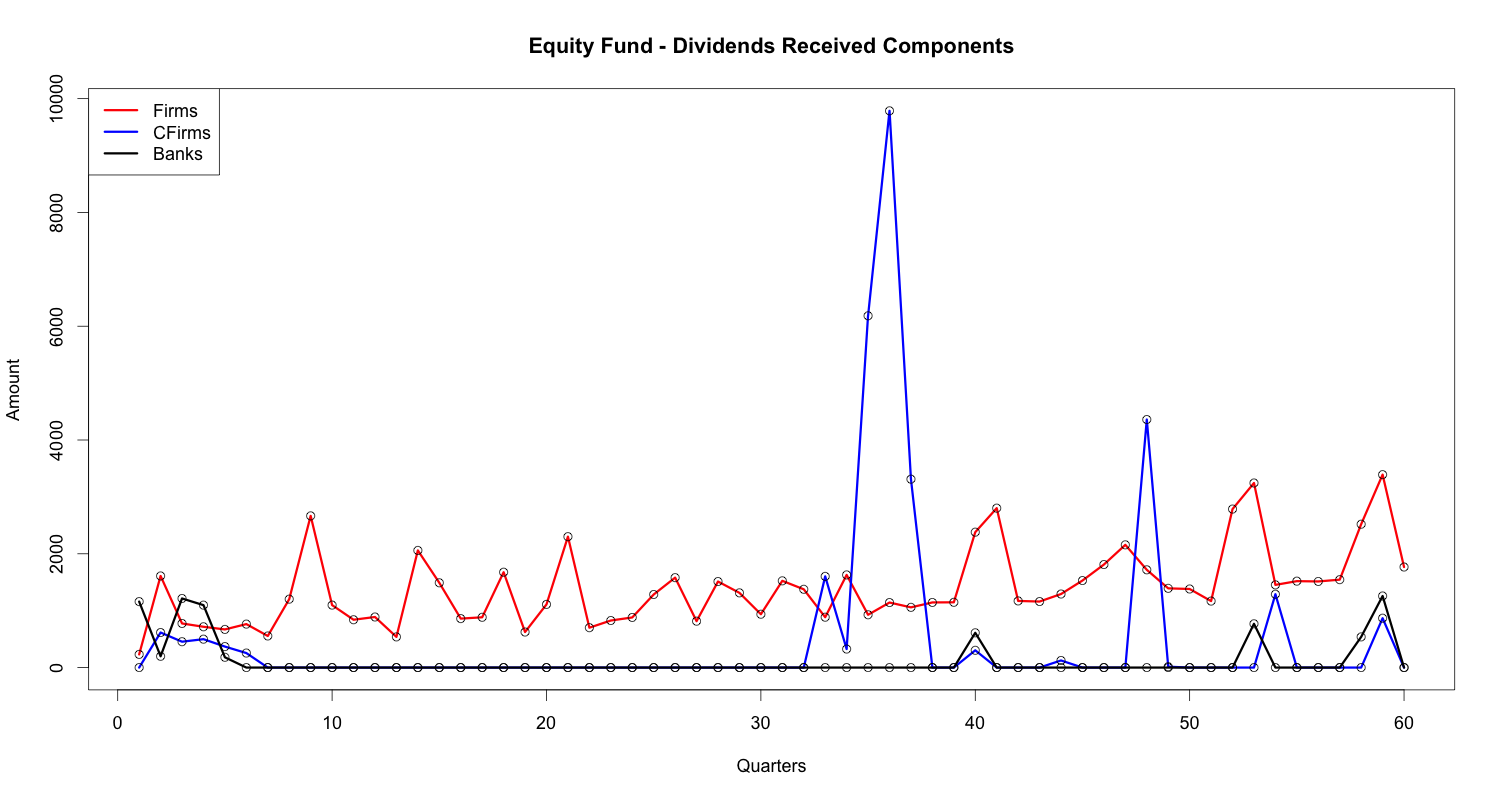 Equity Fund - Dividends Received Components
Firms
CFirms
Banks
Amount
10000
8000
6000
4000
2000
0
0 10 20 30 40 50 60
Quarters